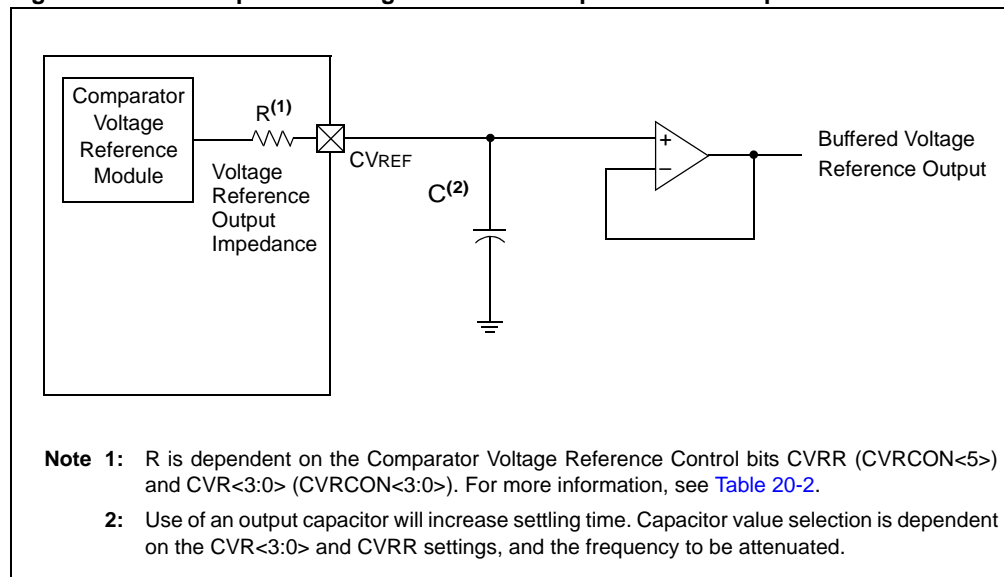 Comparator
Voltage
Reference
Module
R(1)
Voltage
Reference
Output
Impedance
CVREF
C(2)
+
–
Buffered Voltage
Reference Output
Note 1: R is dependent on the Comparator Voltage Reference Control bits CVRR (CVRCON<5>)
and CVR<3:0> (CVRCON<3:0>). For more information, see Table 20-2.
2: Use of an output capacitor will increase settling time. Capacitor value selection is dependent
on the CVR<3:0> and CVRR settings, and the frequency to be attenuated.